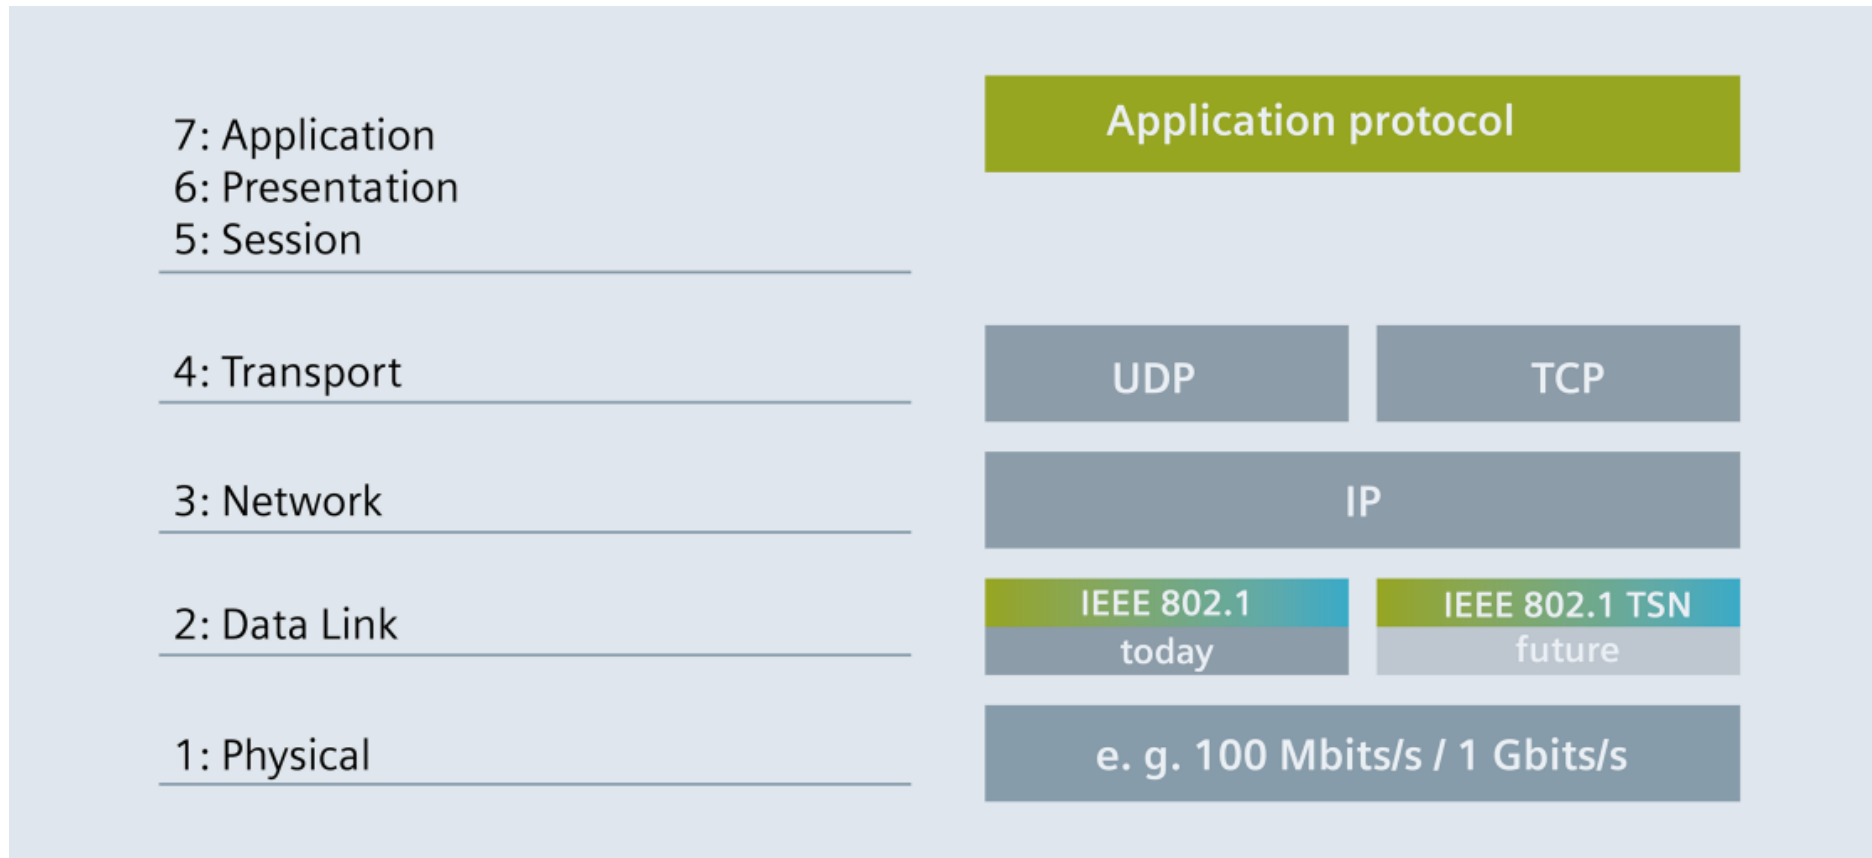 7: Application
6: Presentation
5: Session
Application protocol
4: Transport
UDP
TCP
3: Network
IP
2: Data Link
IEEE 802.1
today
IEEE 802.1 TSN
future
1: Physical
e. g. 100 Mbits/s / 1 Gbits/s